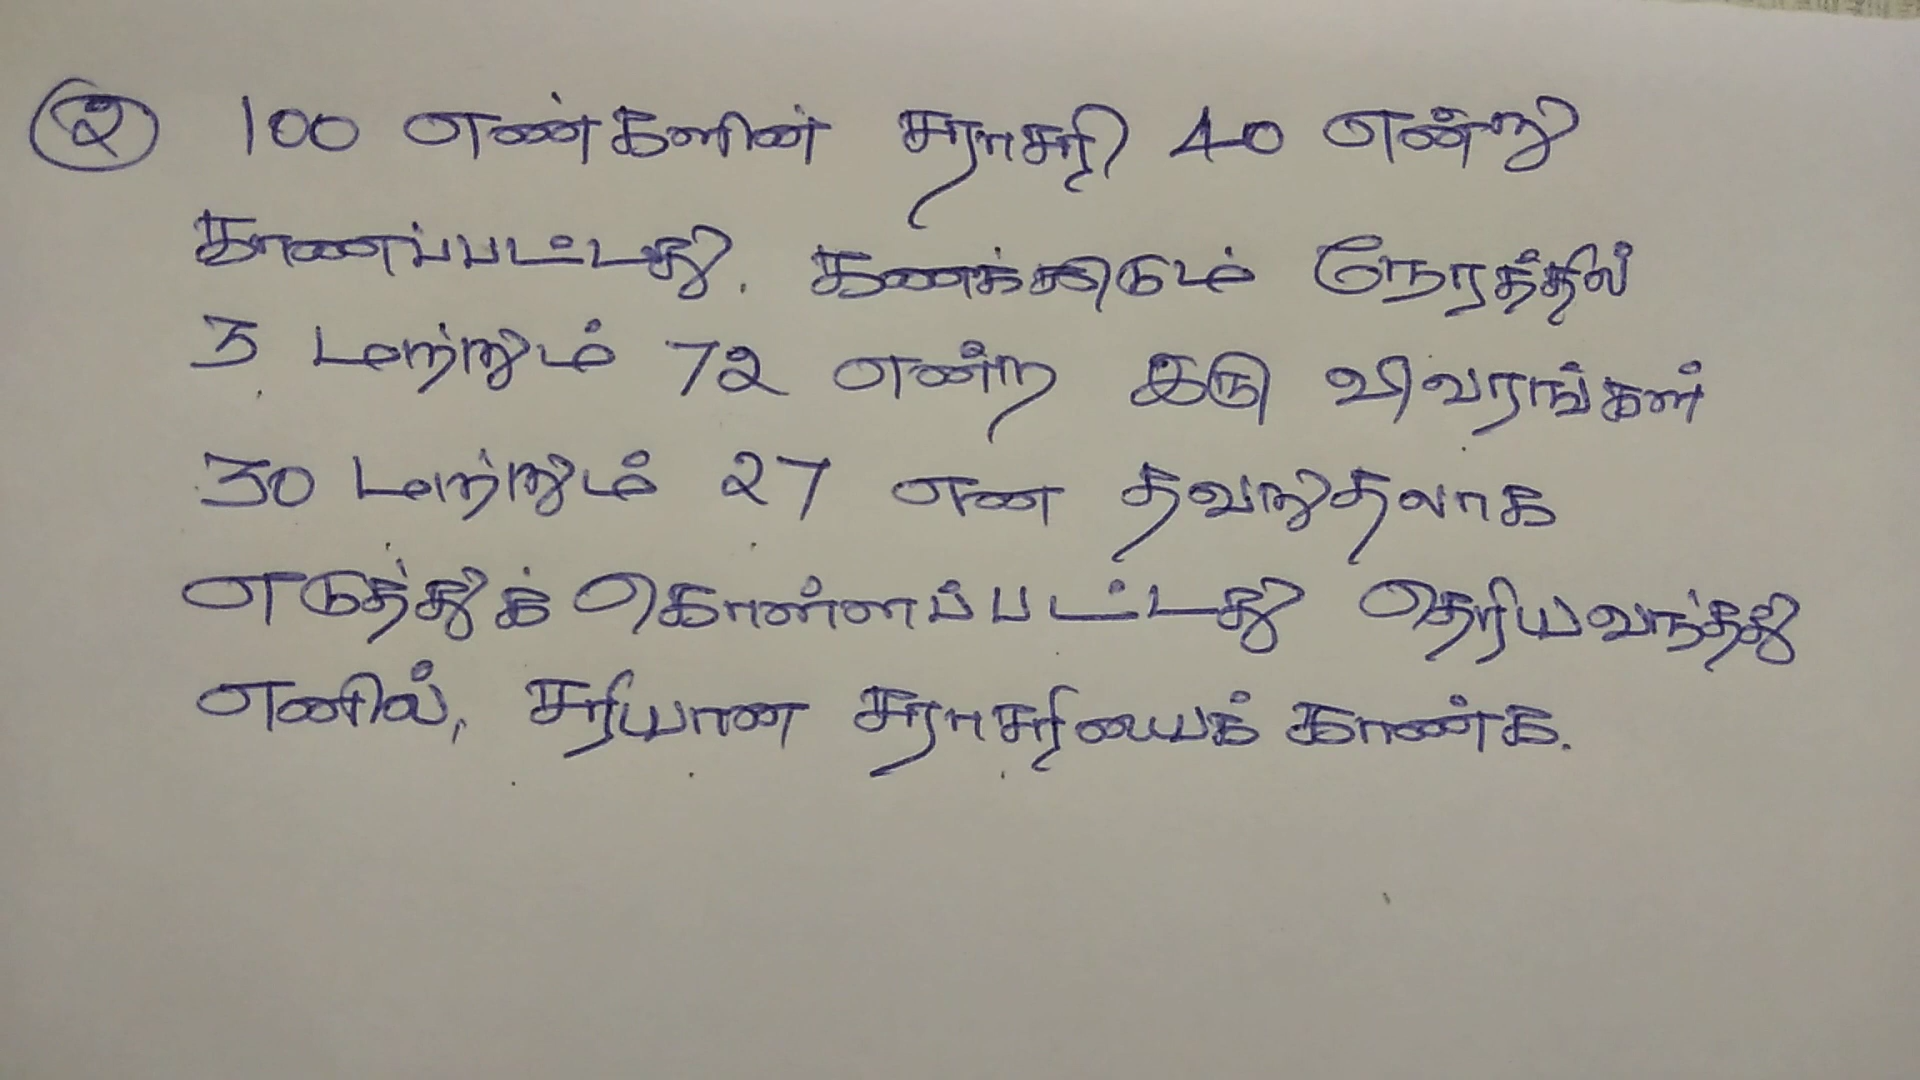 ② 100 எண்களின் சராசரி 40 என்று
காணப்பட்டது. கணக்கிடும் நேரத்தில்
3 மற்றும் 72 என்ற இரு விவரங்கள்
30 மற்றும் 27 என தவறுதலாக
எடுத்துக் கொள்ளப்பட்டது தெரியவந்தது
எனில், சரியான சராசரியைக் காண்க.